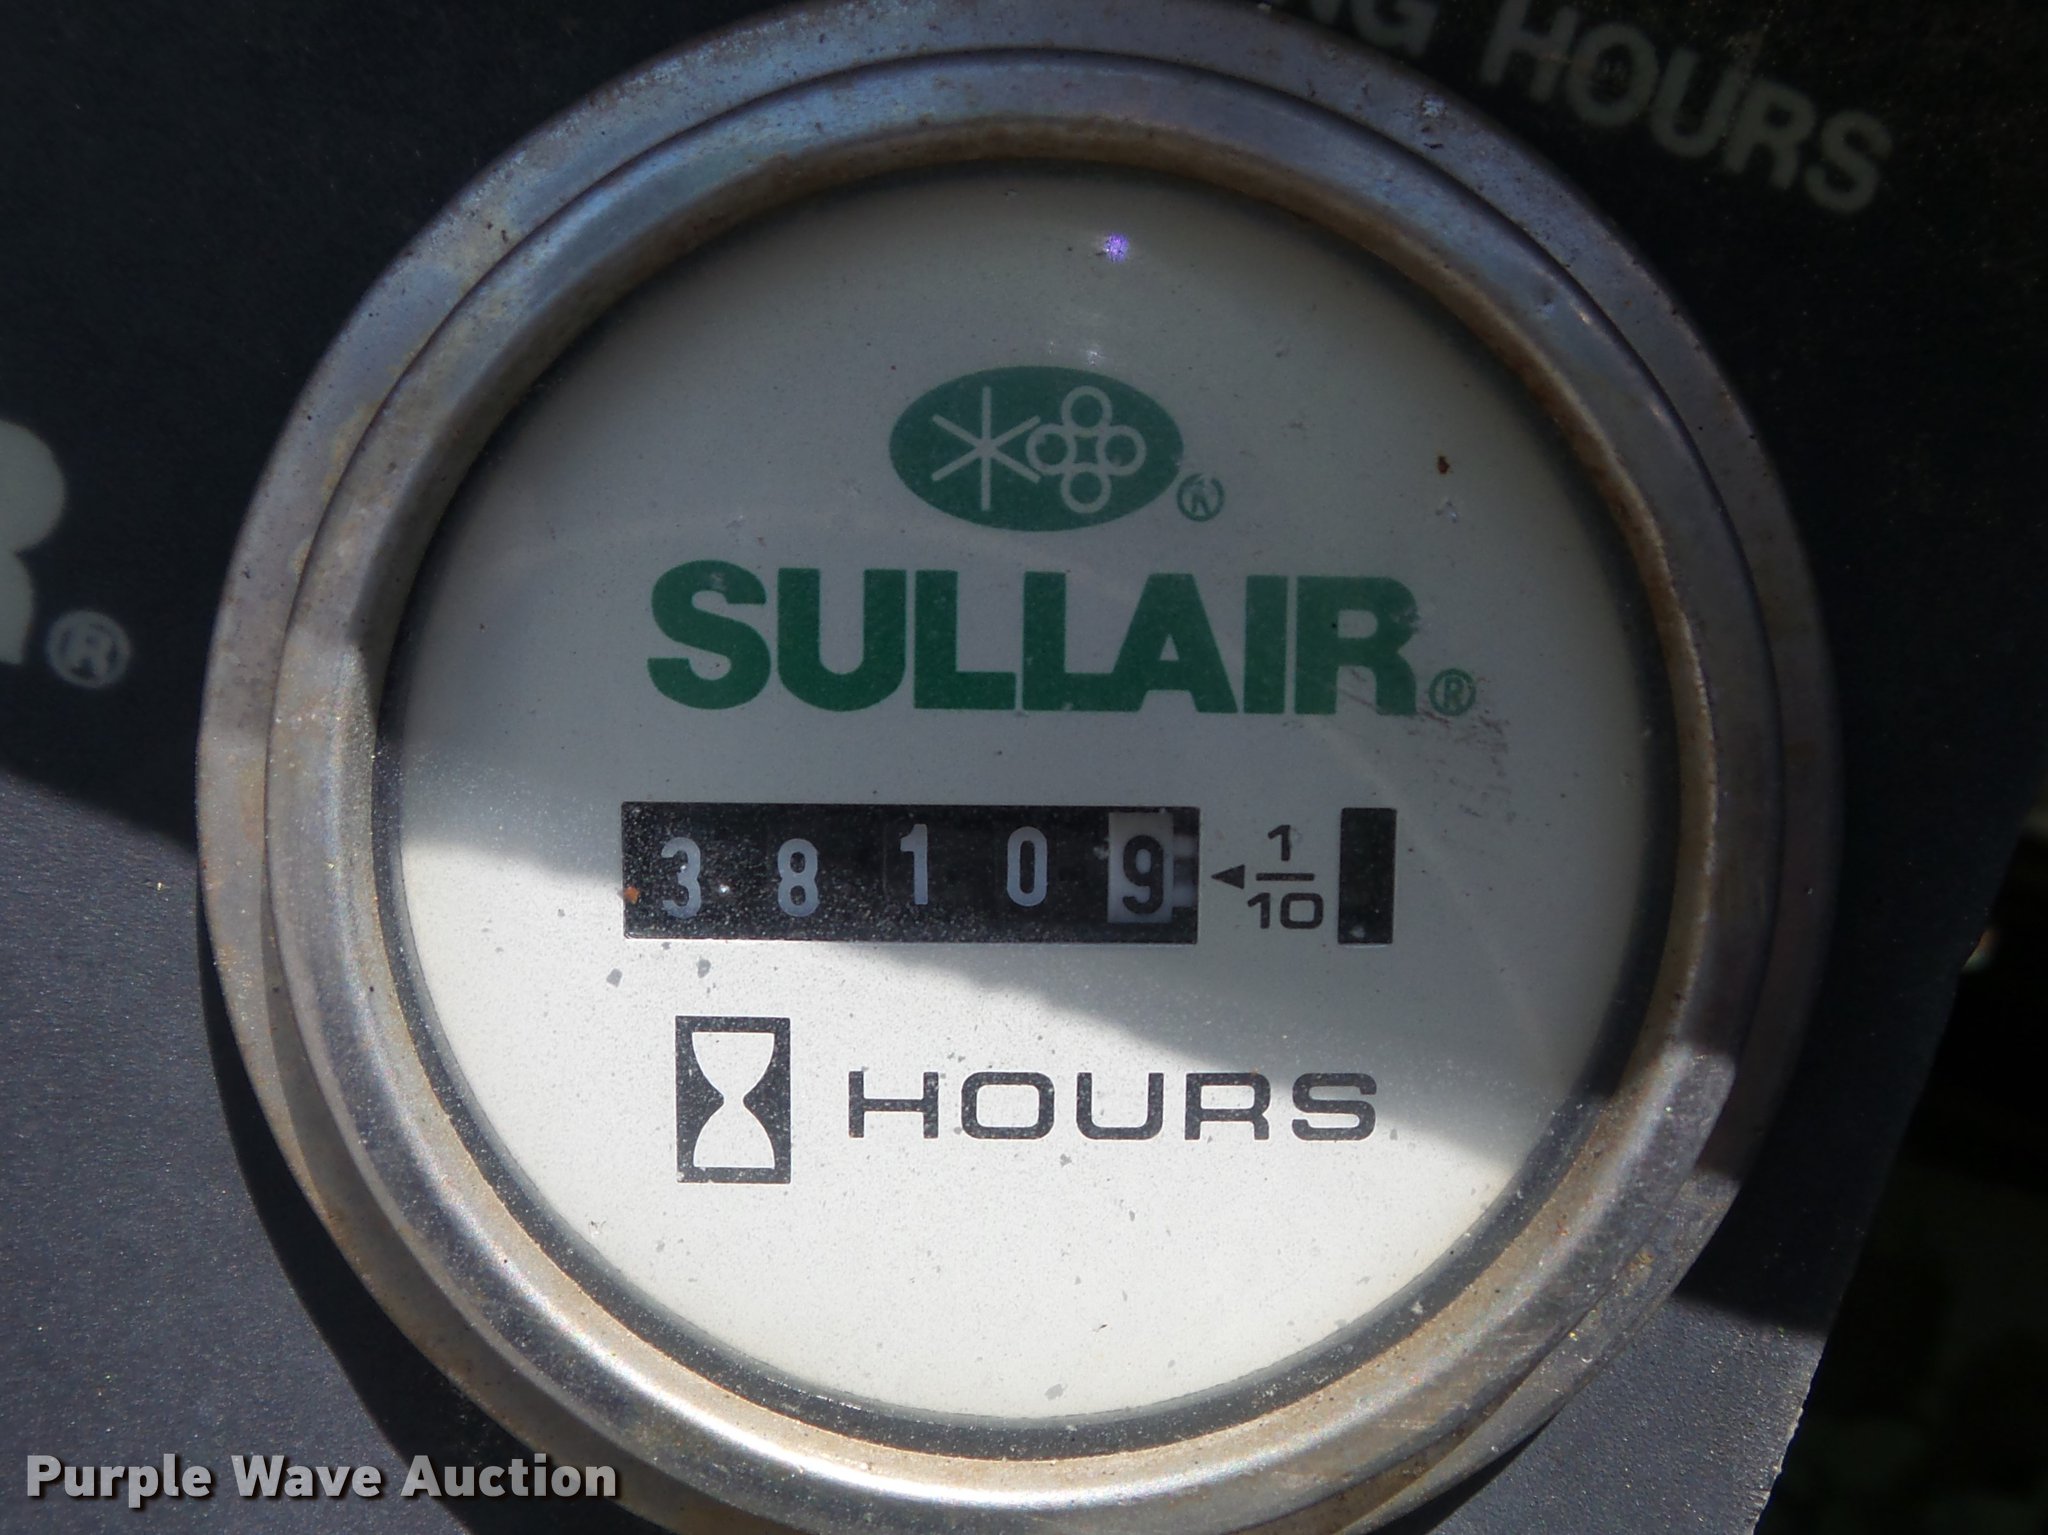 HOURS
R®
®
SULLAIR®
38109 1/10
HOURS
Purple Wave Auction